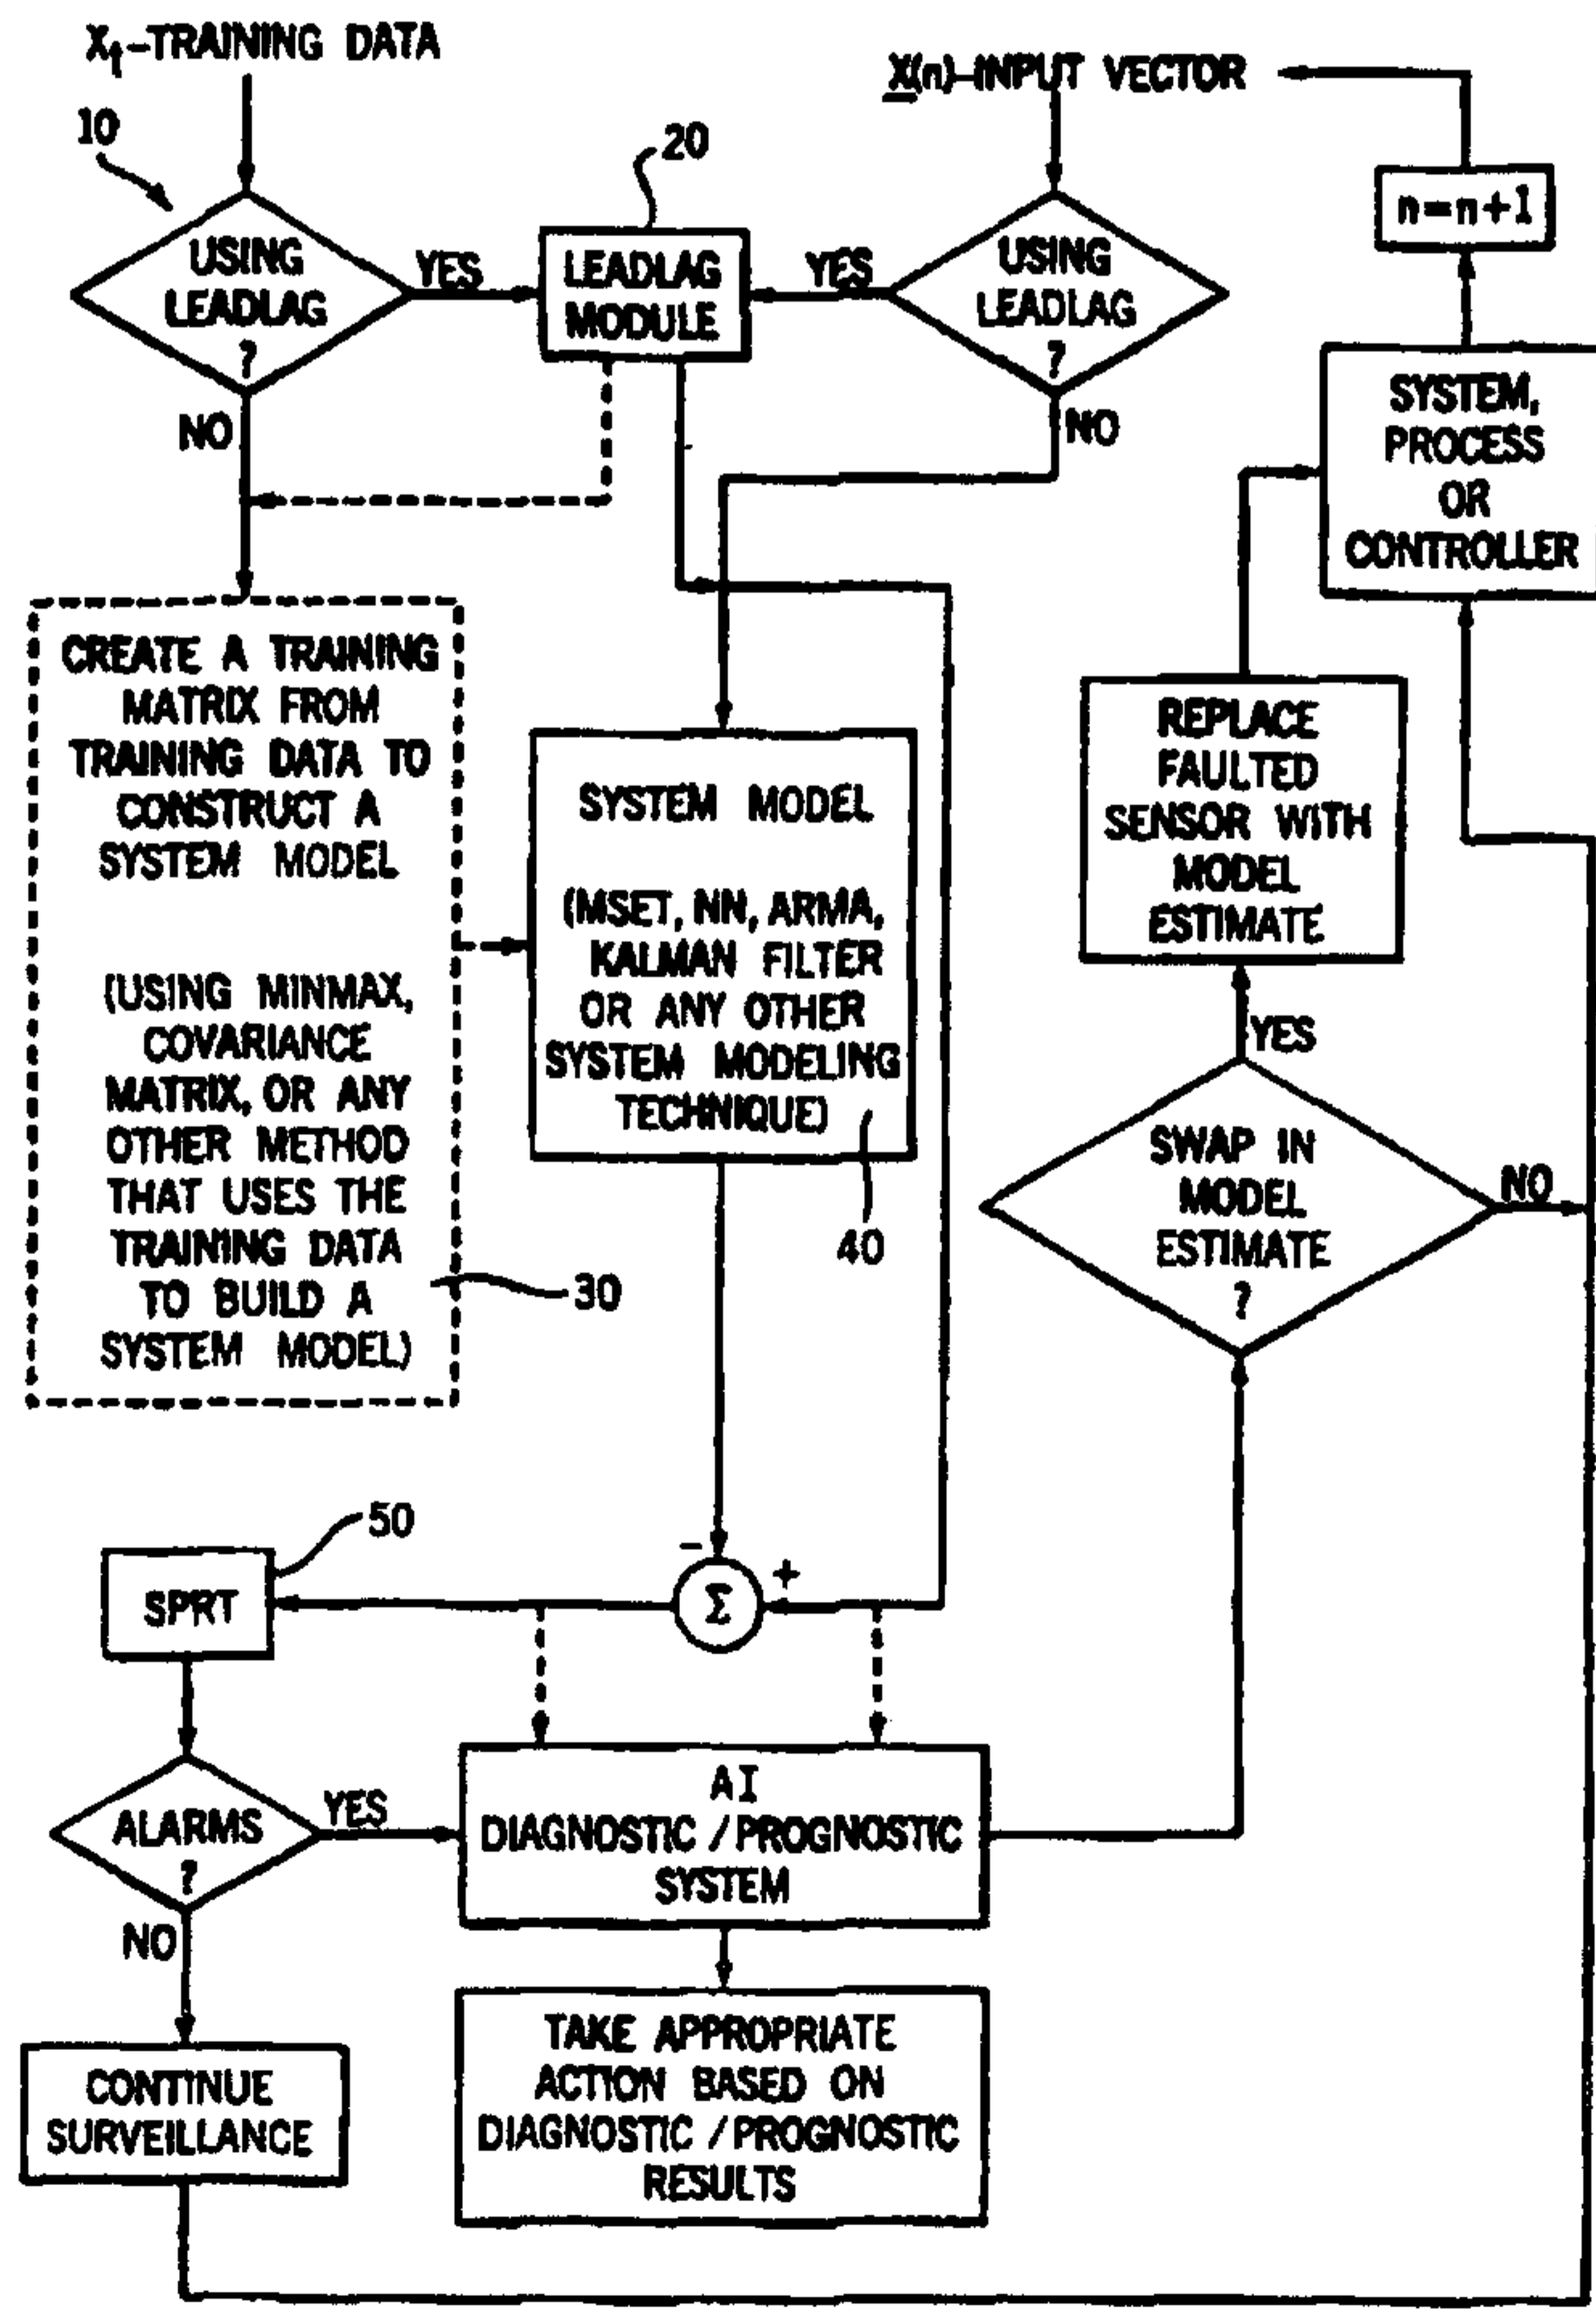 X₁-TRAINING DATA
10
USING
LEADLAG
?
YES
NO
20
LEADLAG
MODULE
X(n)-INPUT VECTOR
YES
USING
LEADLAG
?
NO
n=n+1
SYSTEM,
PROCESS
OR
CONTROLLER
CREATE A TRAINING
MATRIX FROM
TRAINING DATA TO
CONSTRUCT A
SYSTEM MODEL
(USING MINMAX,
COVARIANCE
MATRIX, OR ANY
OTHER METHOD
THAT USES THE
TRAINING DATA
TO BUILD A
SYSTEM MODEL)
30
SYSTEM MODEL
(MSET, NN, ARMA,
KALMAN FILTER
OR ANY OTHER
SYSTEM MODELING
TECHNIQUE)
40
REPLACE
FAULTED
SENSOR WITH
MODEL
ESTIMATE
YES
SWAP IN
MODEL
ESTIMATE
?
NO
50
SPRT
-
Σ
+
ALARMS
?
YES
NO
AI
DIAGNOSTIC/PROGNOSTIC
SYSTEM
CONTINUE
SURVEILLANCE
TAKE APPROPRIATE
ACTION BASED ON
DIAGNOSTIC/PROGNOSTIC
RESULTS